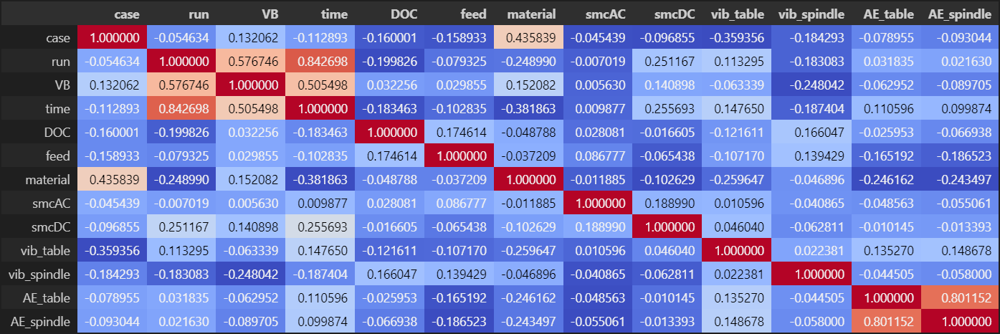 case run VB time DOC feed material smcAC smcDC vib_table vib_spindle AE_table AE_spindle
case 1.000000 -0.054634 0.132062 -0.112893 -0.160001 -0.158933 0.435839 -0.045439 -0.096855 -0.359356 -0.184293 -0.078955 -0.093044
run -0.054634 1.000000 0.576746 0.842698 -0.199826 -0.079325 -0.248990 -0.007019 0.251167 0.113295 -0.183083 0.031835 0.021630
VB 0.132062 0.576746 1.000000 0.505498 0.032256 0.029855 0.152082 0.005630 0.140898 -0.063339 -0.248042 -0.062952 -0.089705
time -0.112893 0.842698 0.505498 1.000000 -0.183463 -0.102835 -0.381863 0.009877 0.255693 0.147650 -0.187404 0.110596 0.099874
DOC -0.160001 -0.199826 0.032256 -0.183463 1.000000 0.174614 -0.048788 0.028081 -0.016605 -0.121611 0.166047 -0.025953 -0.066938
feed -0.158933 -0.079325 0.029855 -0.102835 0.174614 1.000000 -0.037209 0.086777 -0.065438 -0.107170 0.139429 -0.165192 -0.186523
material 0.435839 -0.248990 0.152082 -0.381863 -0.048788 -0.037209 1.000000 -0.011885 -0.102629 -0.259647 -0.046896 -0.246162 -0.243497
smcAC -0.045439 -0.007019 0.005630 0.009877 0.028081 0.086777 -0.011885 1.000000 0.188990 0.010596 -0.040865 -0.048563 -0.055061
smcDC -0.096855 0.251167 0.140898 0.255693 -0.016605 -0.065438 -0.102629 0.188990 1.000000 0.046040 -0.062811 -0.010145 -0.013393
vib_table -0.359356 0.113295 -0.063339 0.147650 -0.121611 -0.107170 -0.259647 0.010596 0.046040 1.000000 0.022381 0.135270 0.148678
vib_spindle -0.184293 -0.183083 -0.248042 -0.187404 0.166047 0.139429 -0.046896 -0.040865 -0.062811 0.022381 1.000000 -0.044505 -0.058000
AE_table -0.078955 0.031835 -0.062952 0.110596 -0.025953 -0.165192 -0.246162 -0.048563 -0.010145 0.135270 -0.044505 1.000000 0.801152
AE_spindle -0.093044 0.021630 -0.089705 0.099874 -0.066938 -0.186523 -0.243497 -0.055061 -0.013393 0.148678 -0.058000 0.801152 1.000000